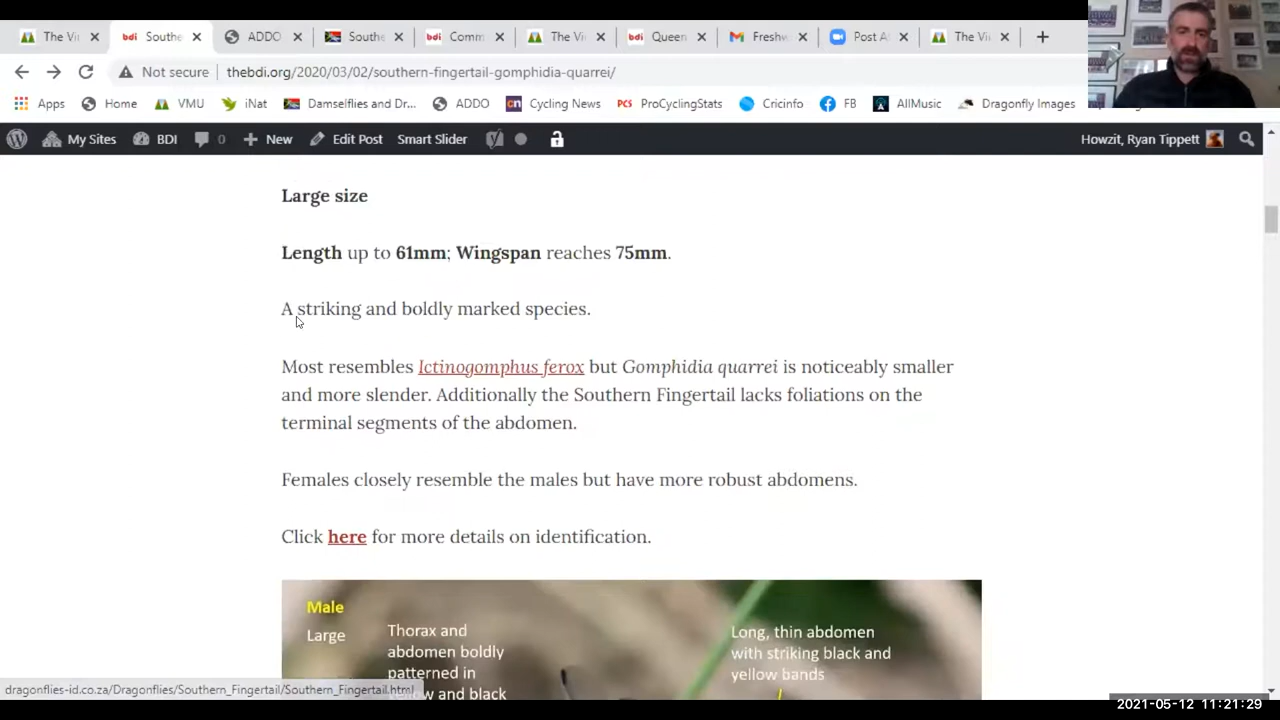 The Vi
Southe
ADDO
South
Comm
The Vi
Queen
Freshw
Post A
The Vi
Not secure
thebdi.org/2020/03/02/southern-fingertail-gomphidia-quarrei/
Apps Home VMU iNat Damselflies and Dr... ADDO Cycling News ProCyclingStats Cricinfo FB AllMusic Dragonfly Images
My Sites BDI 0 New Edit Post Smart Slider Howzit, Ryan Tippett
Large size
Length up to 61mm; Wingspan reaches 75mm.
A striking and boldly marked species.
Most resembles Ictinogomphus ferox but Gomphidia quarrei is noticeably smaller
and more slender. Additionally the Southern Fingertail lacks foliations on the
terminal segments of the abdomen.
Females closely resemble the males but have more robust abdomens.
Click here for more details on identification.
Male
Large
Thorax and
abdomen boldly
patterned in
and black
Long, thin abdomen
with striking black and
yellow bands
dragonflies-id.co.za/Dragonflies/Southern_Fingertail/Southern_Fingertail.html
2021-05-12 11:21:29